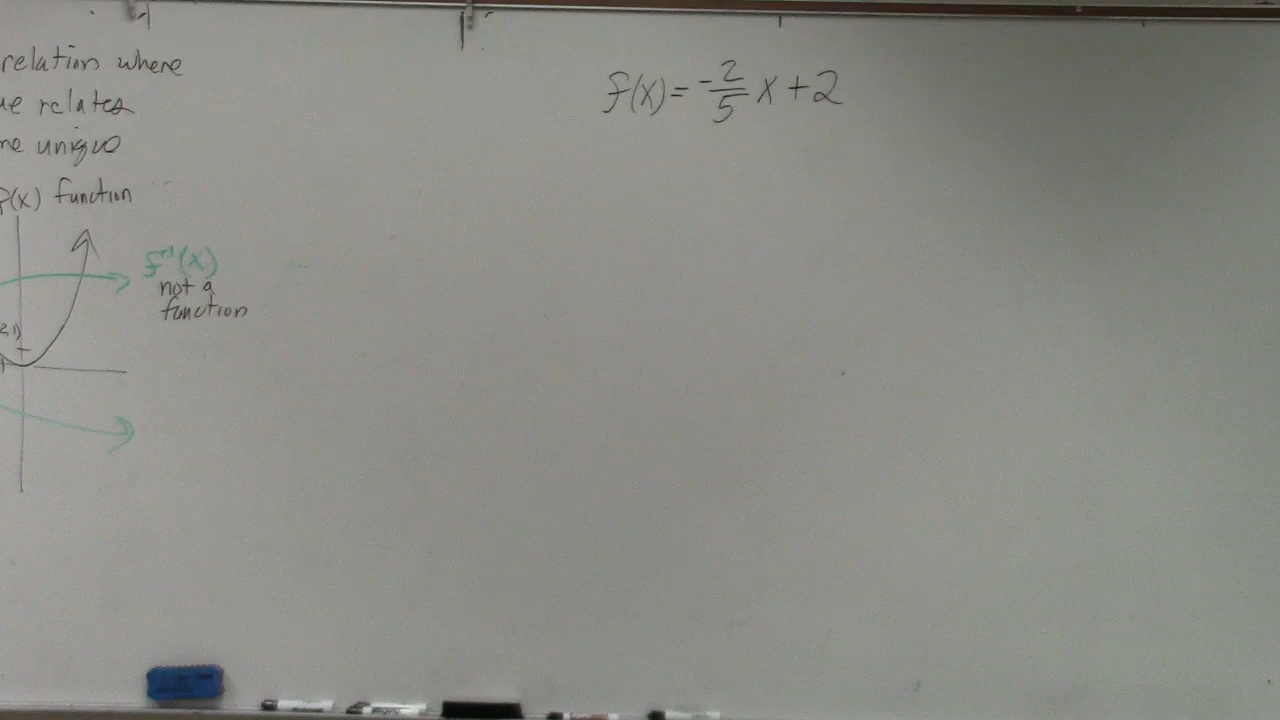 relation where
ue relates
ne unique
f(x) function
f⁻¹(x)
not a
function
f(x) = -2/5 x + 2